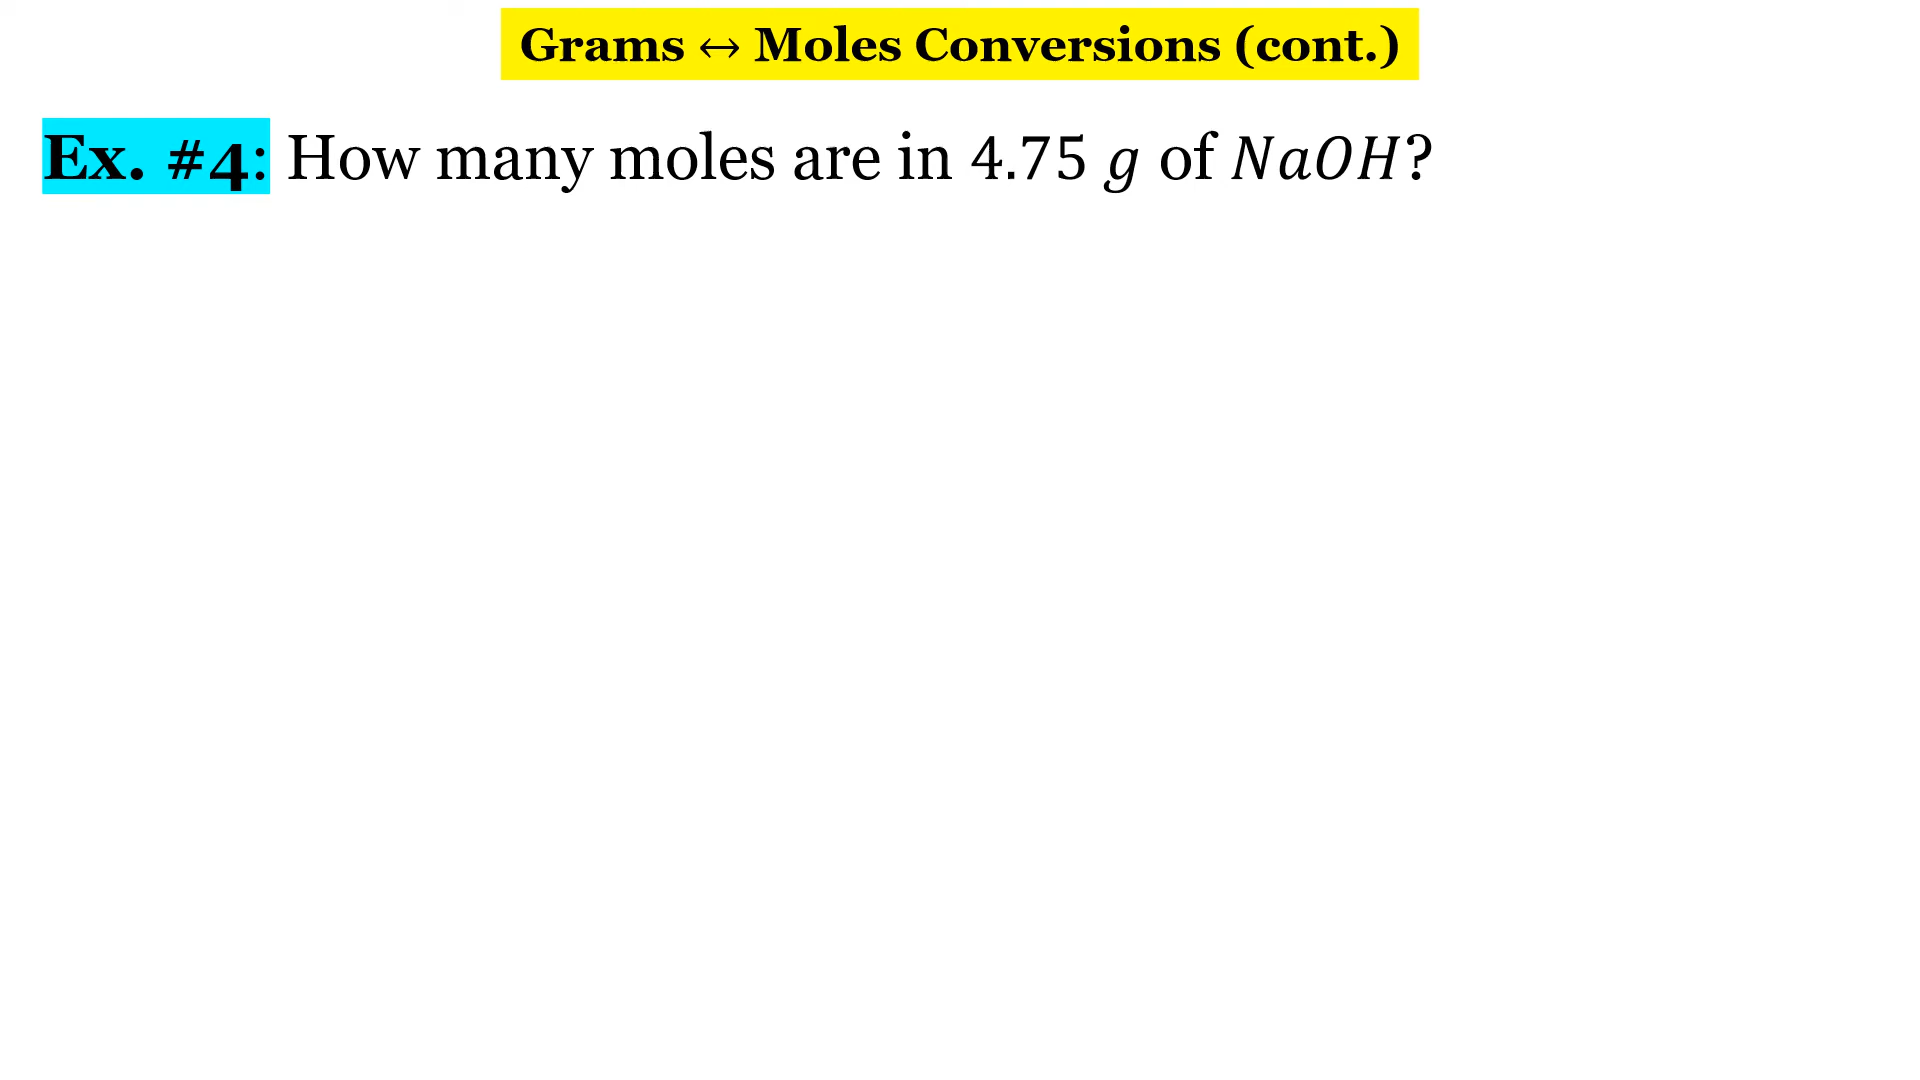 Grams ↔ Moles Conversions (cont.)
Ex. #4: How many moles are in 4.75 g of NaOH?